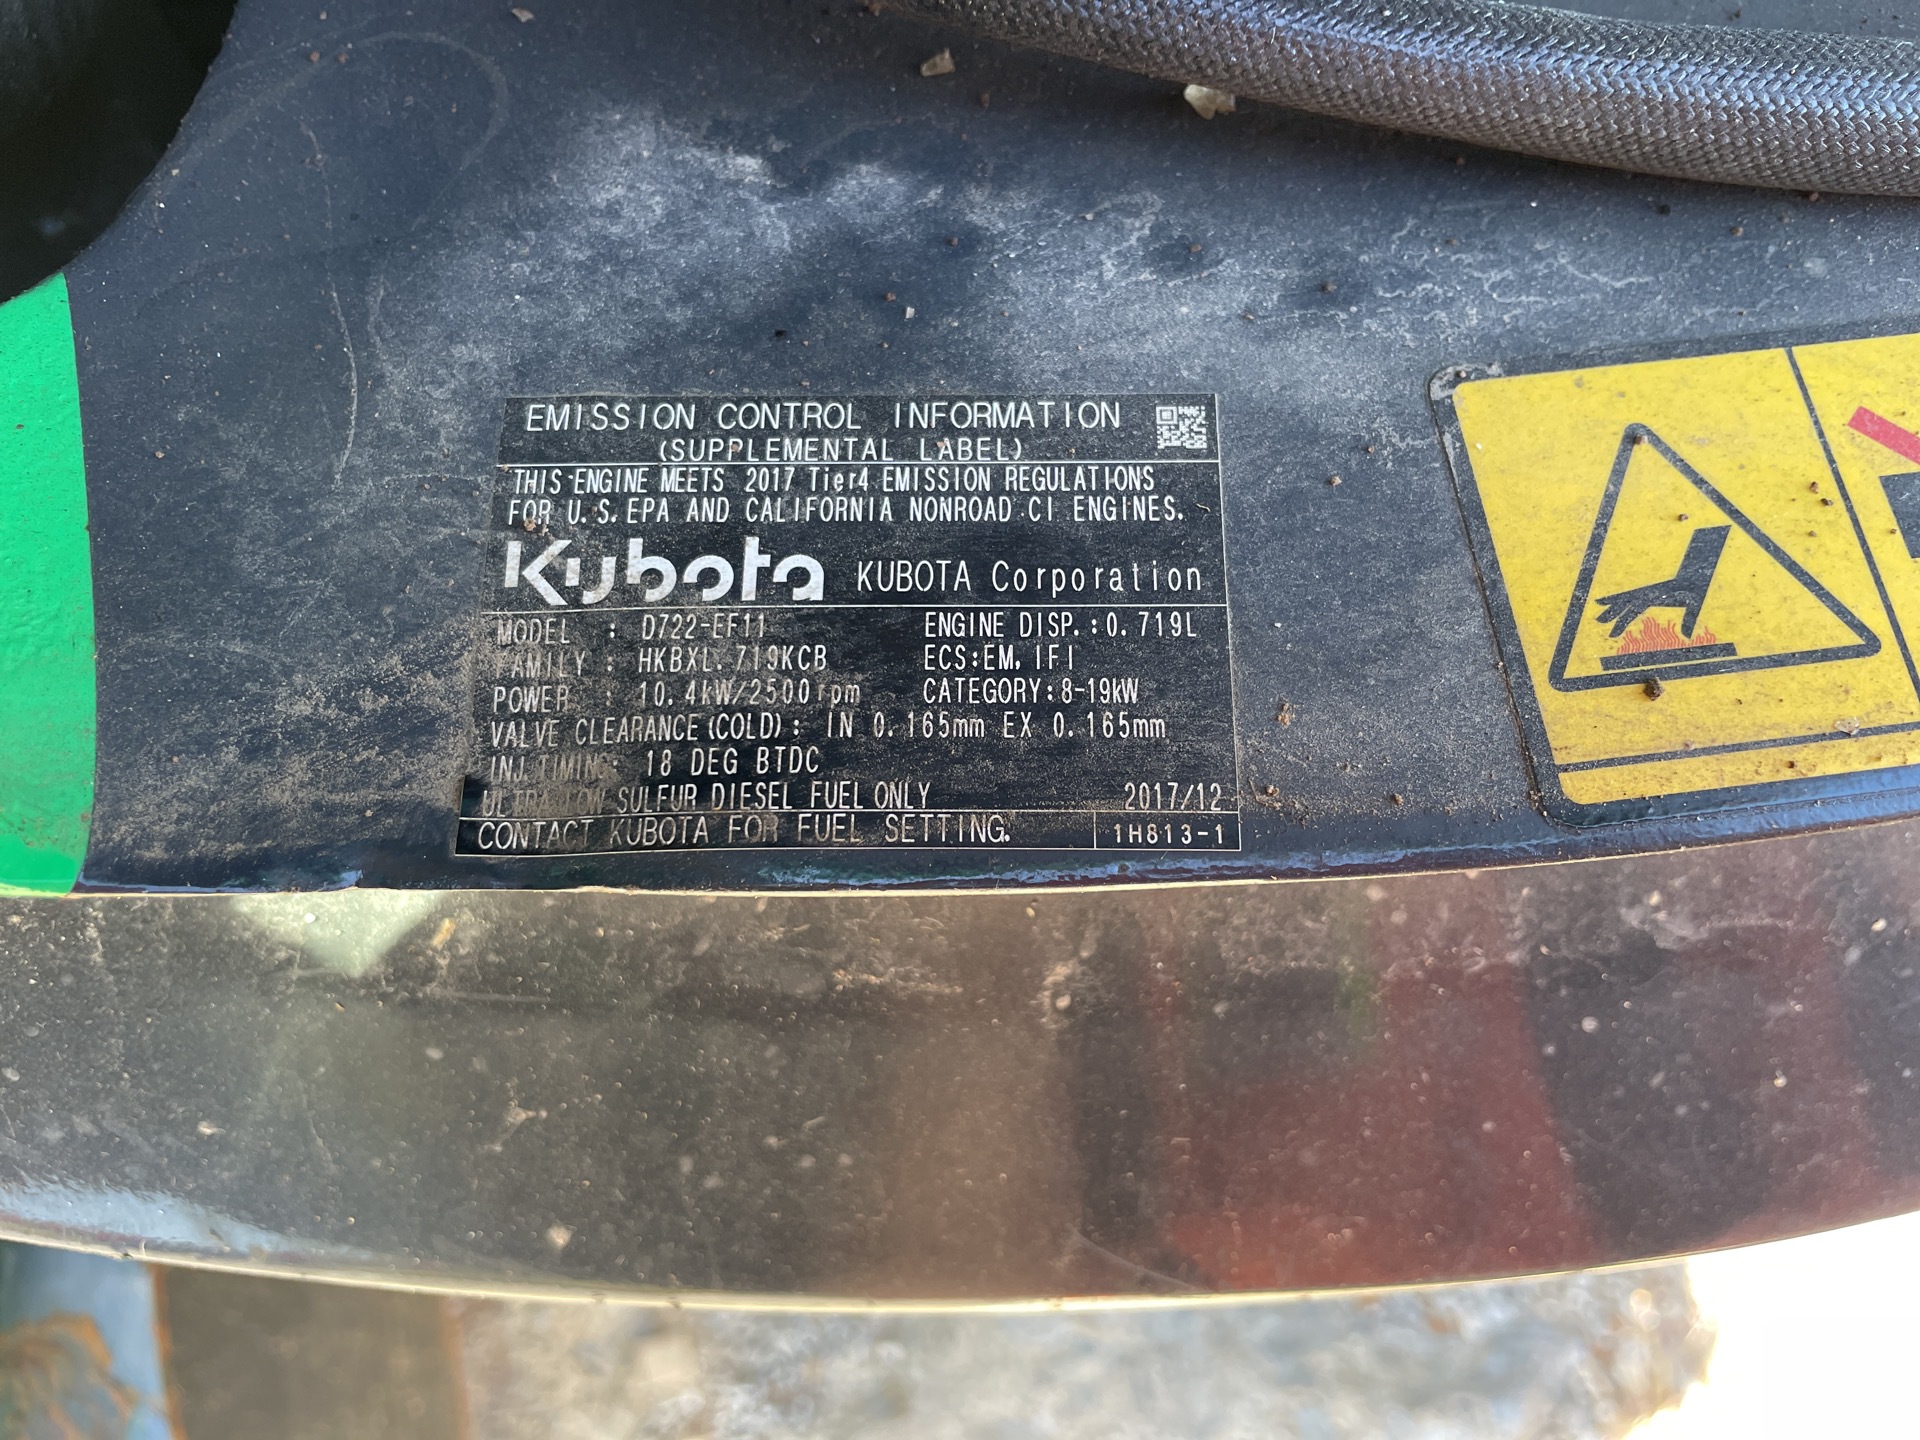 EMISSION CONTROL INFORMATION
(SUPPLEMENTAL LABEL)
THIS ENGINE MEETS 2017 Tier4 EMISSION REGULATIONS
FOR U.S. EPA AND CALIFORNIA NONROAD CI ENGINES.
Kubota KUBOTA Corporation
MODEL : D722-EF11 ENGINE DISP.:0.719L
FAMILY : HKBXL.719KCB ECS:EM, IFI
POWER : 10.4kW/2500rpm CATEGORY:8-19kW
VALVE CLEARANCE(COLD): IN 0.165mm EX 0.165mm
INJ.TIMING: 18 DEG BTDC
ULTRA LOW SULFUR DIESEL FUEL ONLY 2017/12
CONTACT KUBOTA FOR FUEL SETTING. 1H813-1